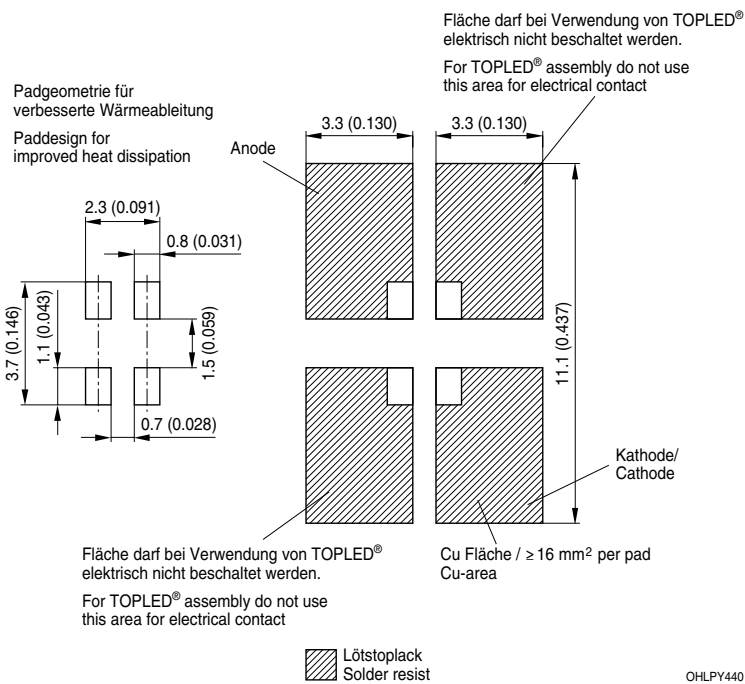 Fläche darf bei Verwendung von TOPLED®
elektrisch nicht beschaltet werden.
For TOPLED® assembly do not use
this area for electrical contact
Padgeometrie für
verbesserte Wärmeableitung
Paddesign for
improved heat dissipation
Anode
3.3 (0.130)
3.3 (0.130)
2.3 (0.091)
0.8 (0.031)
3.7 (0.146)
1.1 (0.043)
1.5 (0.059)
0.7 (0.028)
11.1 (0.437)
Kathode/
Cathode
Fläche darf bei Verwendung von TOPLED®
elektrisch nicht beschaltet werden.
For TOPLED® assembly do not use
this area for electrical contact
Cu Fläche / ≥ 16 mm² per pad
Cu-area
Lötstoplack
Solder resist
OHLPY440